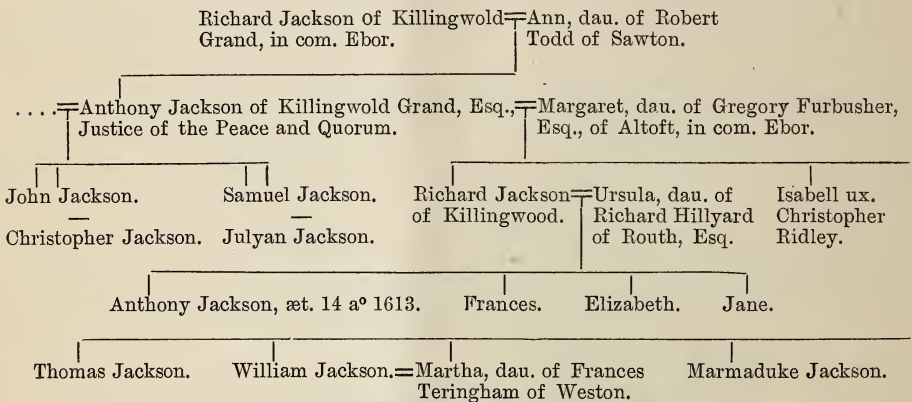 Richard Jackson of Killingwold=Ann, dau. of Robert
Grand, in com. Ebor. Todd of Sawton.
....=Anthony Jackson of Killingwold Grand, Esq.,=Margaret, dau. of Gregory Furbusher,
Justice of the Peace and Quorum. Esq., of Altoft, in com. Ebor.
John Jackson. Samuel Jackson. Richard Jackson=Ursula, dau. of Isabell ux.
of Killingwood. Richard Hillyard Christopher
Christopher Jackson. Julyan Jackson. of Routh, Esq. Ridley.
Anthony Jackson, æt. 14 aº 1613. Frances. Elizabeth. Jane.
Thomas Jackson. William Jackson.=Martha, dau. of Frances Marmaduke Jackson.
Teringham of Weston.